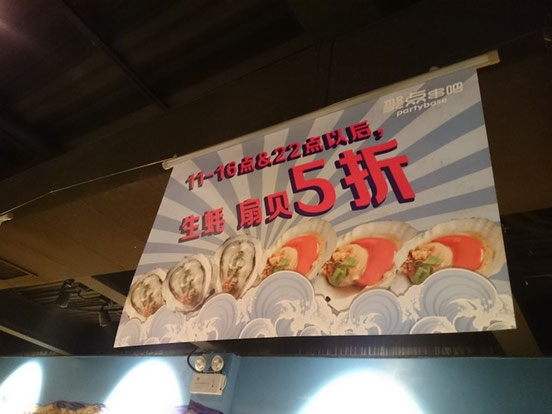 点串吧
partybase
11-16点&22点以后，
生蚝 扇贝5折